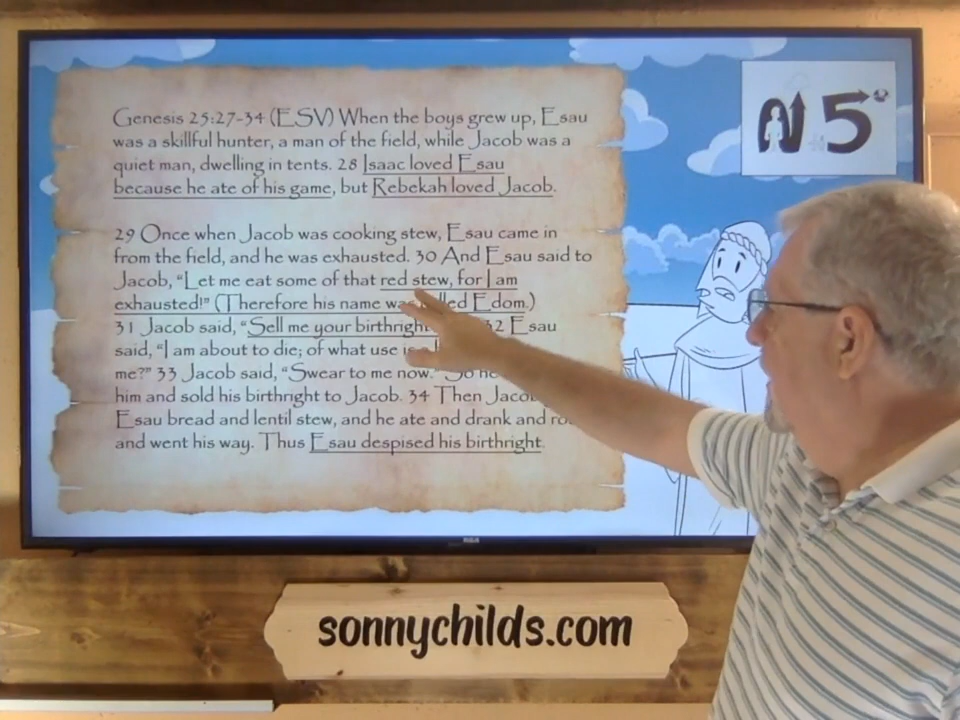 Genesis 25:27-34 (ESV) When the boys grew up, Esau
was a skillful hunter, a man of the field, while Jacob was a
quiet man, dwelling in tents. 28 Isaac loved Esau
because he ate of his game, but Rebekah loved Jacob.
29 Once when Jacob was cooking stew, Esau came in
from the field, and he was exhausted. 30 And Esau said to
Jacob, "Let me eat some of that red stew, for I am
exhausted!" (Therefore his name was called Edom.)
31 Jacob said, "Sell me your birthright 32 Esau
said, "I am about to die; of what use is
me?" 33 Jacob said, "Swear to me now." So he
him and sold his birthright to Jacob. 34 Then Jacob
Esau bread and lentil stew, and he ate and drank and
and went his way. Thus Esau despised his birthright.
5
RCA
sonnychilds.com